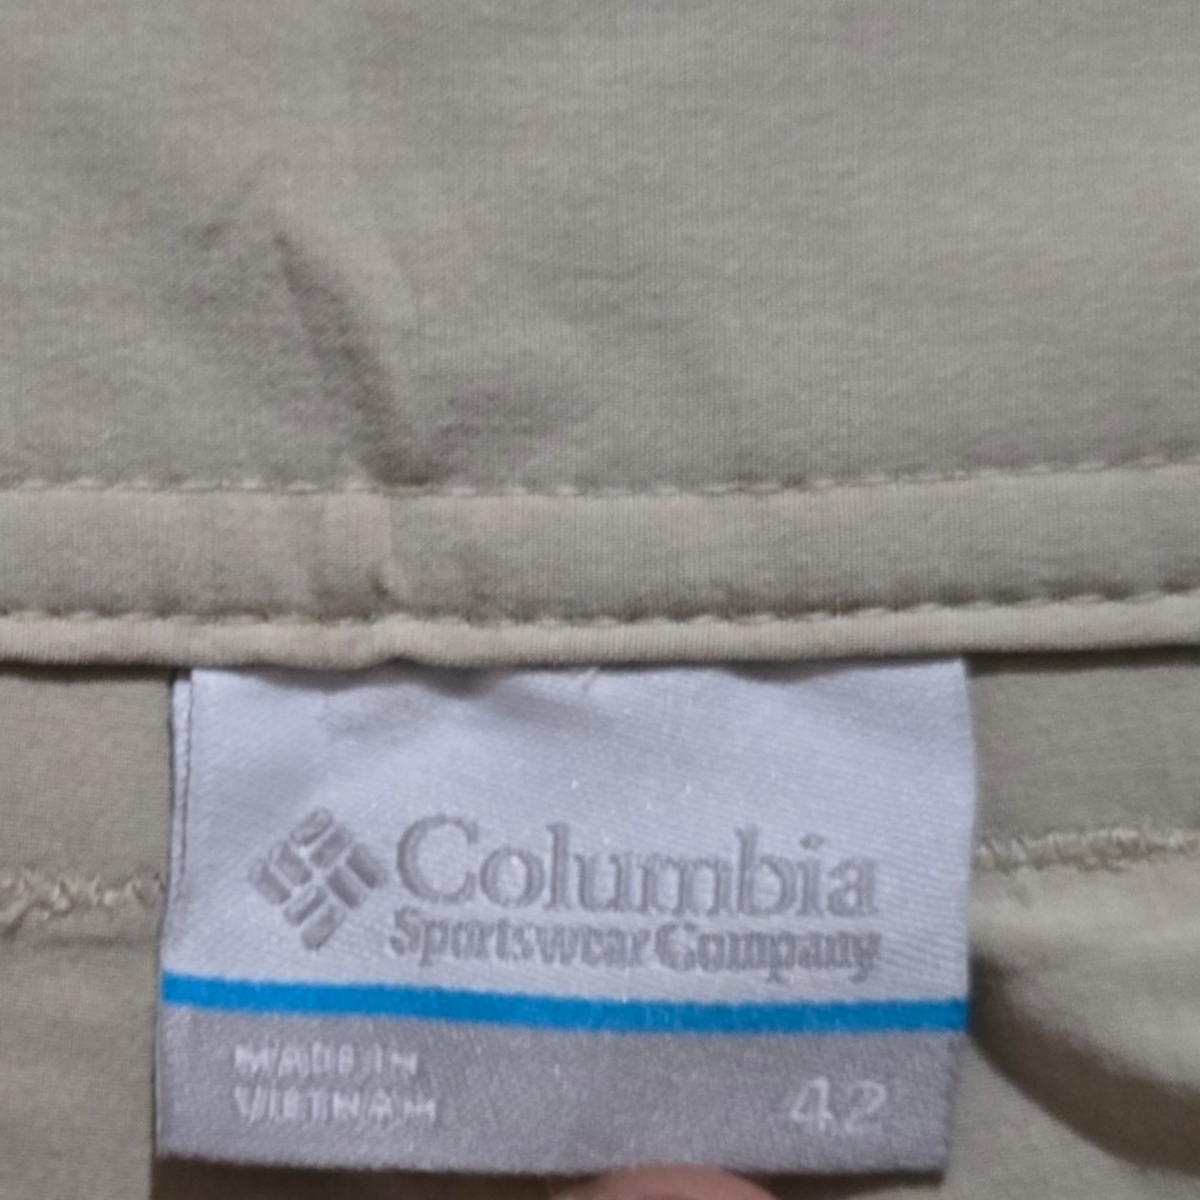 Columbia
Sportswear Company
MADE IN
VIETNAM
42